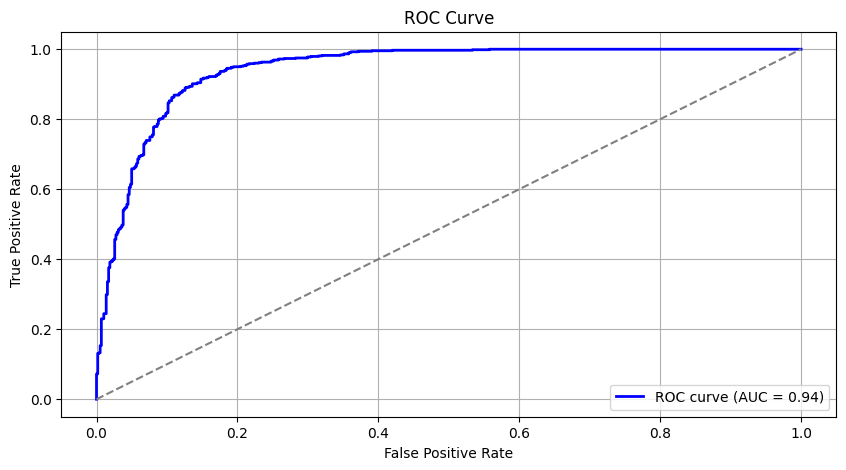 ROC Curve
True Positive Rate
1.0
0.8
0.6
0.4
0.2
0.0
ROC curve (AUC = 0.94)
0.0 0.2 0.4 0.6 0.8 1.0
False Positive Rate